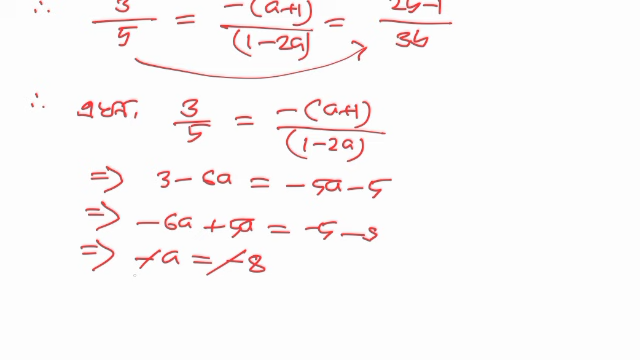 ∴ 3/5 = -(a+1)/(1-2a) = 2b-1/3b
∴ এখন, 3/5 = -(a+1)/(1-2a)
⇒ 3-6a = -5a-5
⇒ -6a+5a = -5-3
⇒ -a = -8